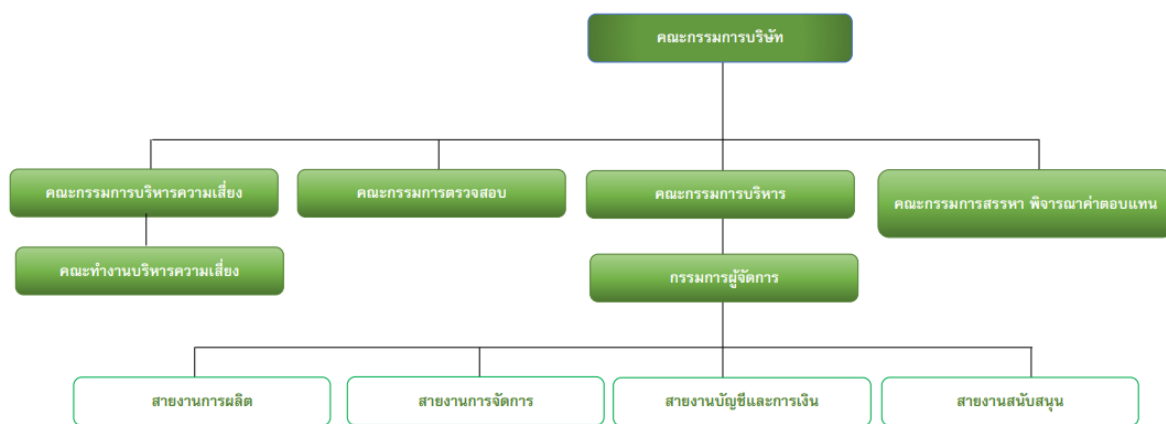 คณะกรรมการบริษัท
คณะกรรมการบริหารความเสี่ยง
คณะกรรมการตรวจสอบ
คณะกรรมการบริหาร
คณะกรรมการสรรหา พิจารณาค่าตอบแทน
คณะทำงานบริหารความเสี่ยง
กรรมการผู้จัดการ
สายงานการผลิต
สายงานการจัดการ
สายงานบัญชีและการเงิน
สายงานสนับสนุน